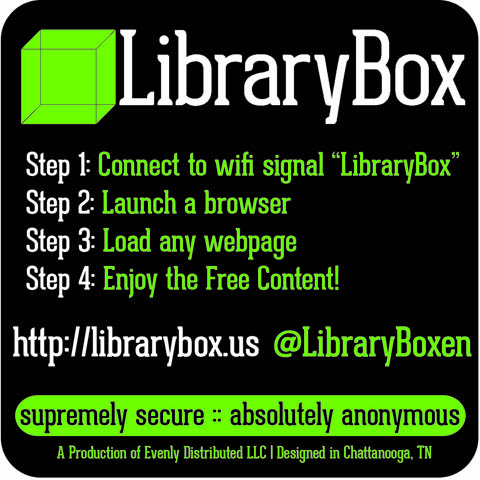 LibraryBox
Step 1: Connect to wifi signal “LibraryBox”
Step 2: Launch a browser
Step 3: Load any webpage
Step 4: Enjoy the Free Content!
http://librarybox.us @LibraryBoxen
supremely secure :: absolutely anonymous
A Production of Evenly Distributed LLC | Designed in Chattanooga, TN